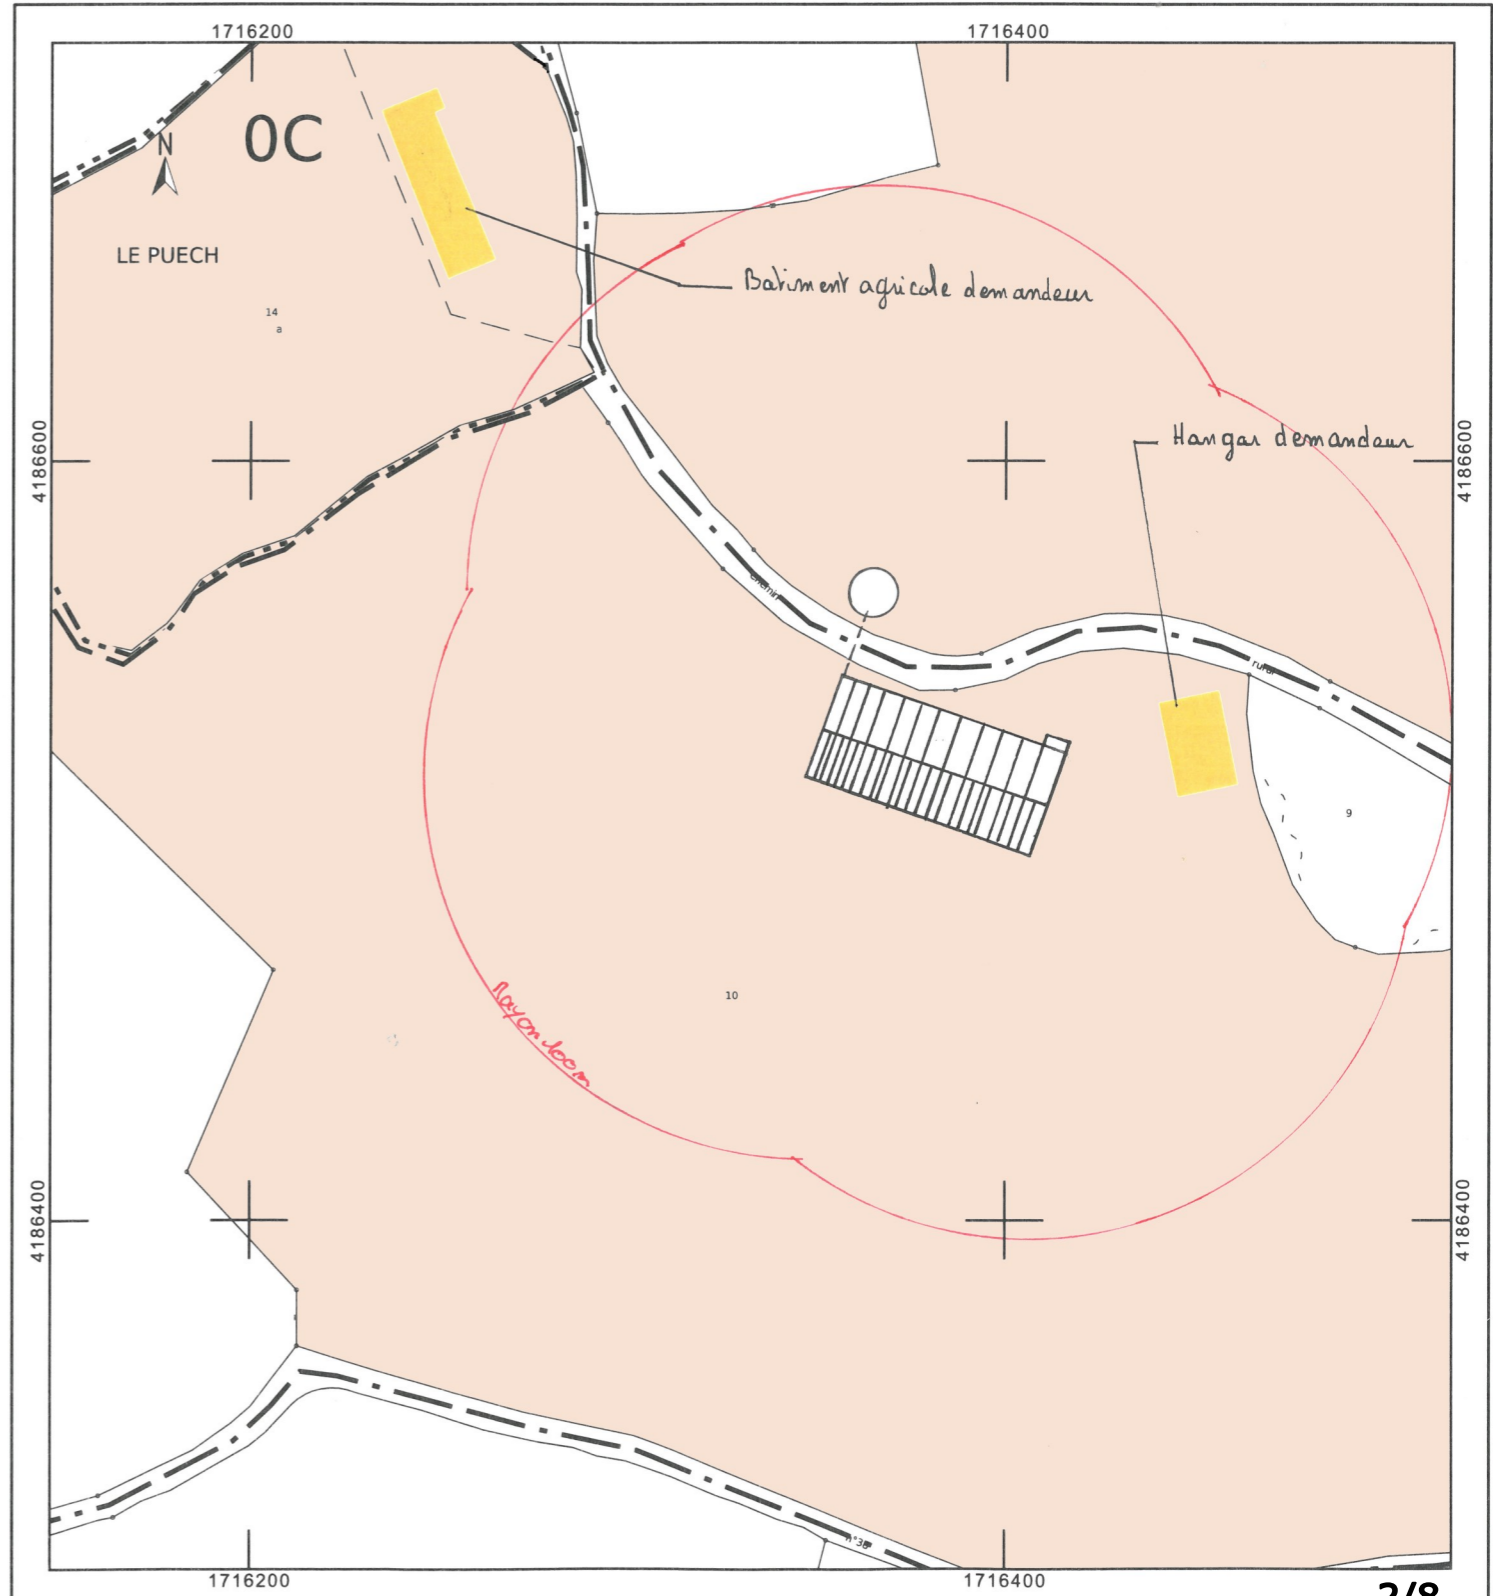 1716200
1716400
0C
N
LE PUECH
14
a
Batiment agricole demandeur
Hangar demandeur
4186600
4186600
chemin
rural
9
10
Rayon 100m
4186400
4186400
n°38
1716200
1716400
2/8